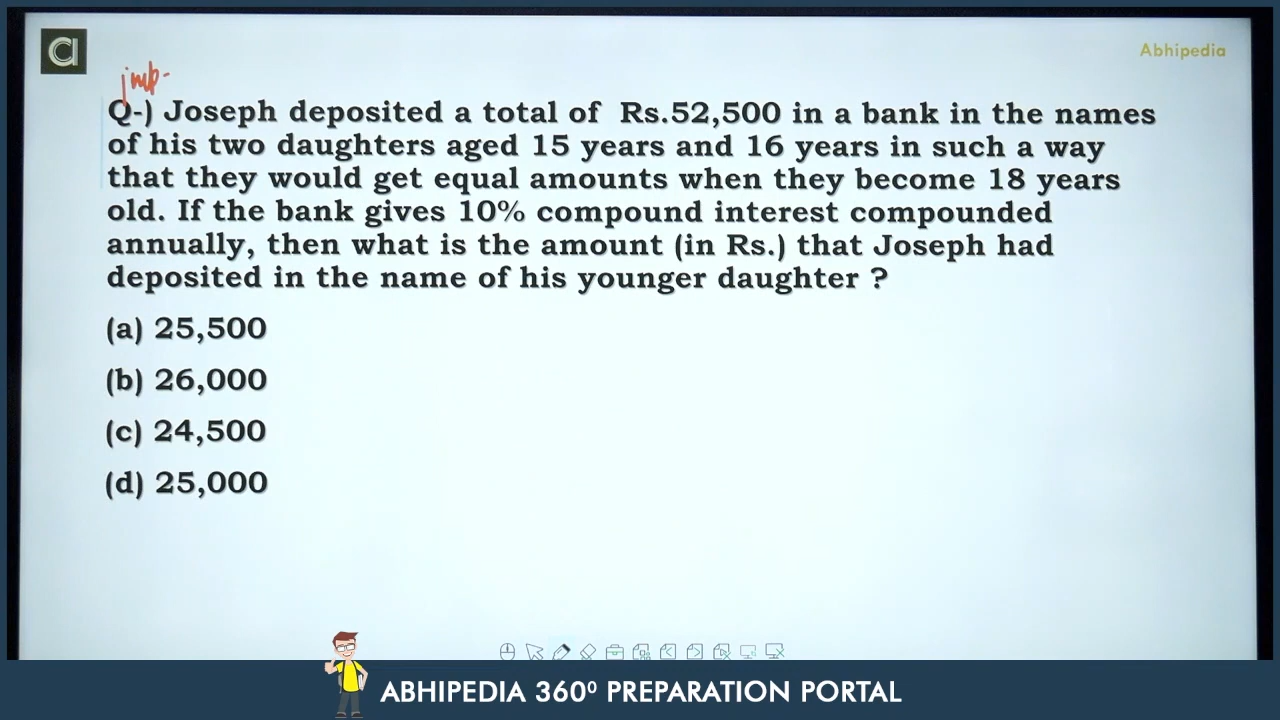 Abhipedia
imp-
Q-) Joseph deposited a total of Rs.52,500 in a bank in the names
of his two daughters aged 15 years and 16 years in such a way
that they would get equal amounts when they become 18 years
old. If the bank gives 10% compound interest compounded
annually, then what is the amount (in Rs.) that Joseph had
deposited in the name of his younger daughter ?
(a) 25,500
(b) 26,000
(c) 24,500
(d) 25,000
ABHIPEDIA 360⁰ PREPARATION PORTAL